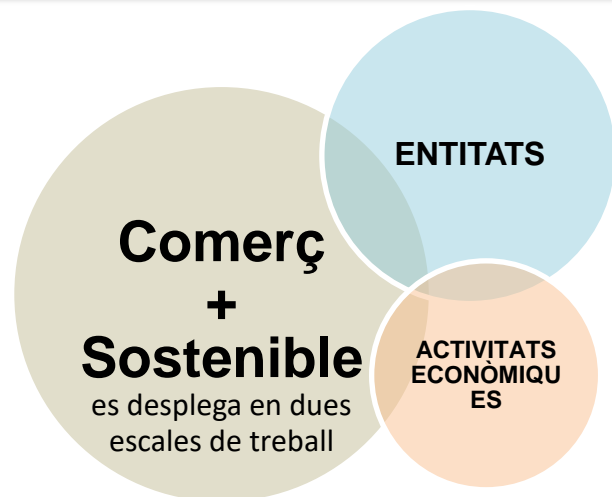 Comerç
+
Sostenible
es desplega en dues
escales de treball
ENTITATS
ACTIVITATS
ECONÒMIQU
ES